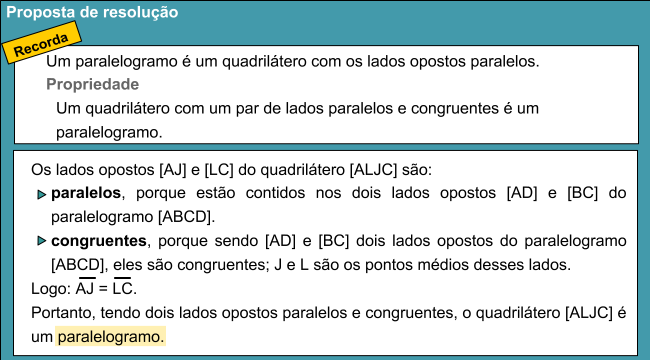 Proposta de resolução
Recorda
Um paralelogramo é um quadrilátero com os lados opostos paralelos.
Propriedade
Um quadrilátero com um par de lados paralelos e congruentes é um
paralelogramo.
Os lados opostos [AJ] e [LC] do quadrilátero [ALJC] são:
paralelos, porque estão contidos nos dois lados opostos [AD] e [BC] do
paralelogramo [ABCD].
congruentes, porque sendo [AD] e [BC] dois lados opostos do paralelogramo
[ABCD], eles são congruentes; J e L são os pontos médios desses lados.
Logo: A̅J̅ = L̅C̅.
Portanto, tendo dois lados opostos paralelos e congruentes, o quadrilátero [ALJC] é
um paralelogramo.